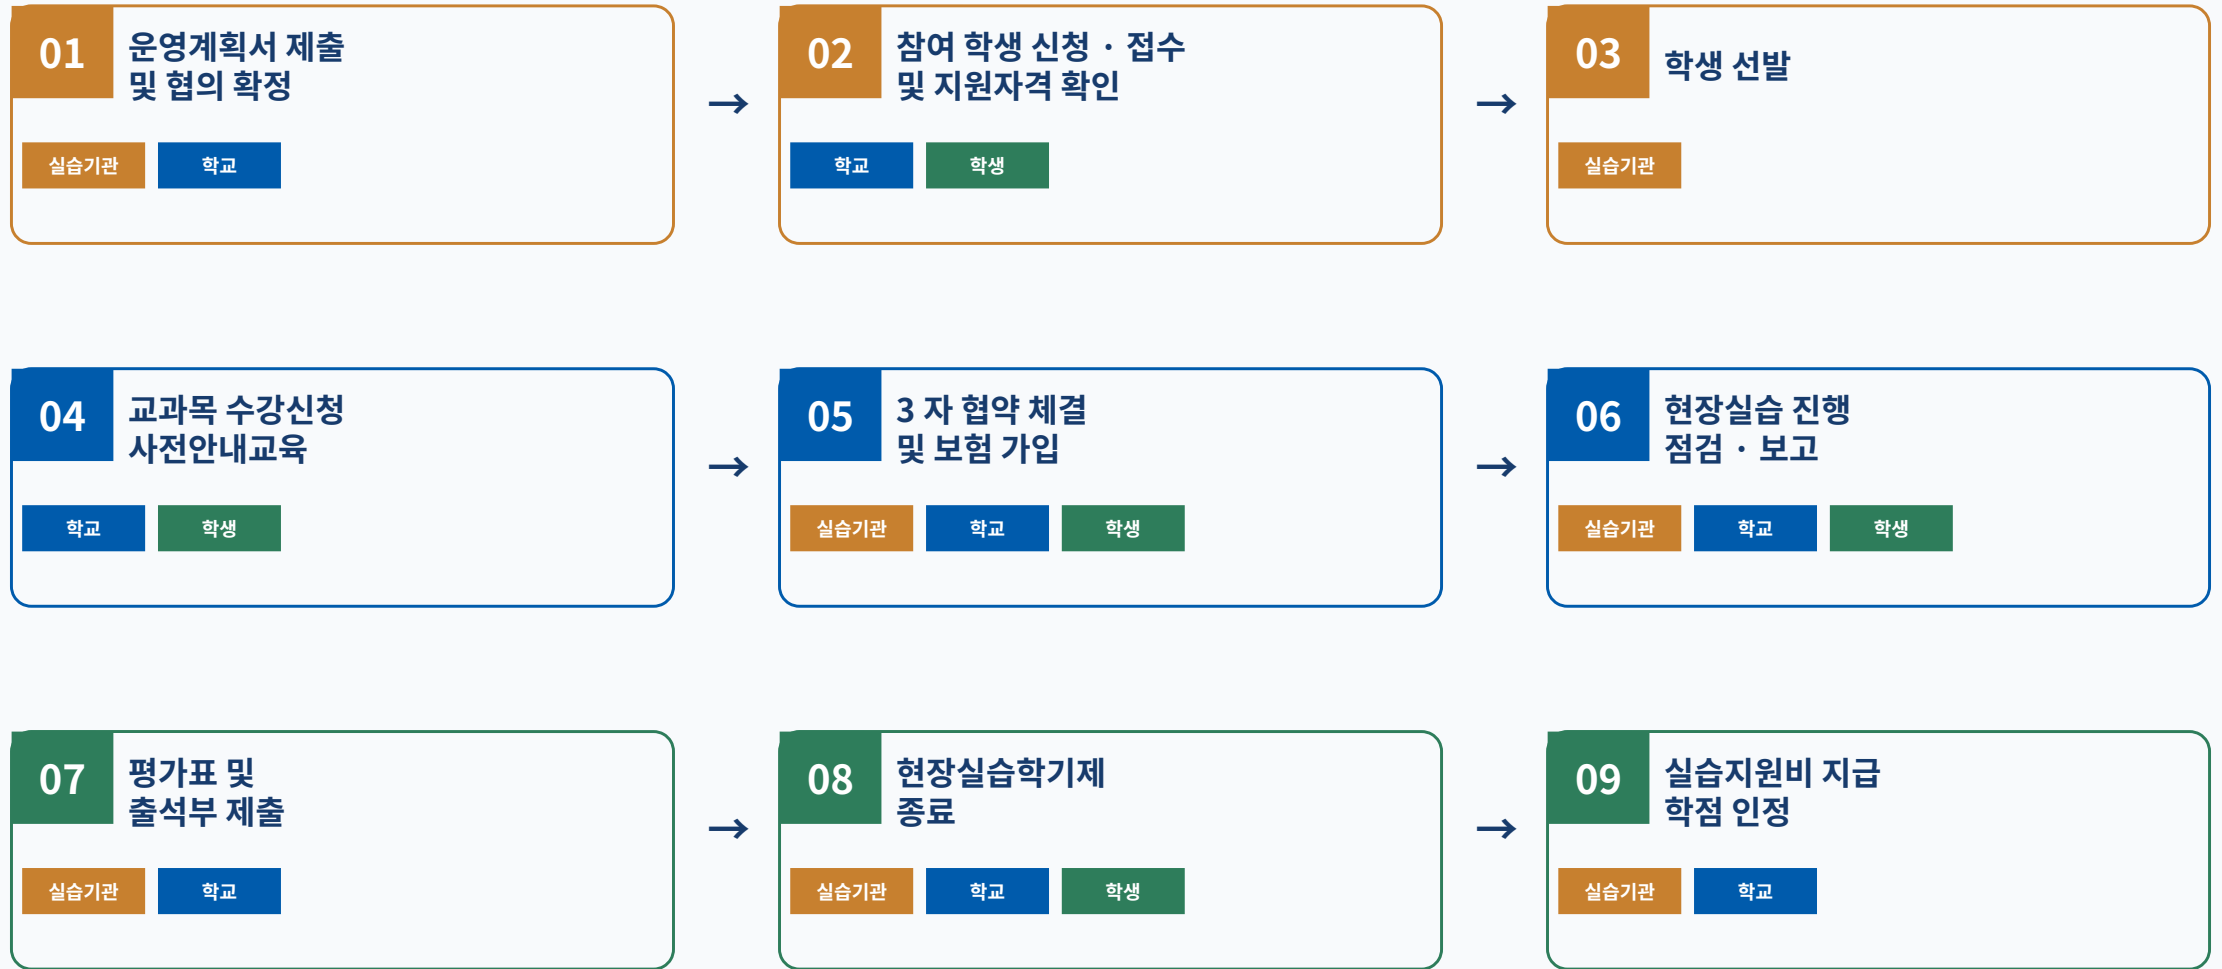 01
운영계획서 제출
및 협의 확정
실습기관
학교
→
02
참여 학생 신청 · 접수
및 지원자격 확인
학교
학생
→
03
학생 선발
실습기관
04
교과목 수강신청
사전안내교육
학교
학생
→
05
3 자 협약 체결
및 보험 가입
실습기관
학교
학생
→
06
현장실습 진행
점검 · 보고
실습기관
학교
학생
07
평가표 및
출석부 제출
실습기관
학교
→
08
현장실습학기제
종료
실습기관
학교
학생
→
09
실습지원비 지급
학점 인정
실습기관
학교